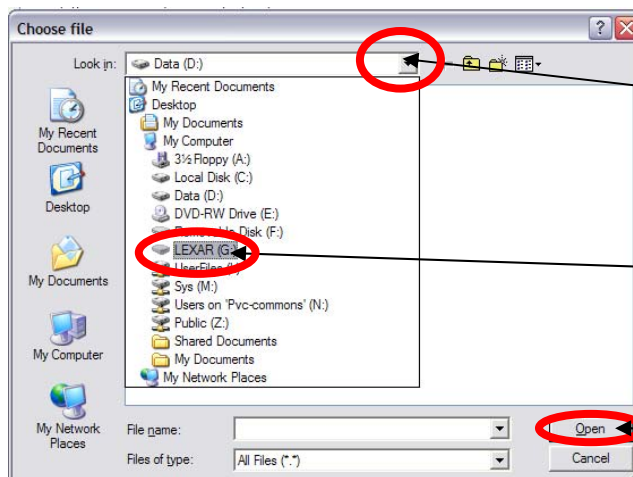 Choose file
Look in:
Data (D:)
My Recent Documents
Desktop
My Documents
My Computer
3½ Floppy (A:)
Local Disk (C:)
Data (D:)
DVD-RW Drive (E:)
Disk (F:)
LEXAR (G:)
Sys (M:)
Users on 'Pvc-commons' (N:)
Public (Z:)
Shared Documents
My Documents
My Network Places
My Recent
Documents
Desktop
My Documents
My Computer
My Network
Places
File name:
Open
Files of type:
All Files (*.*)
Cancel